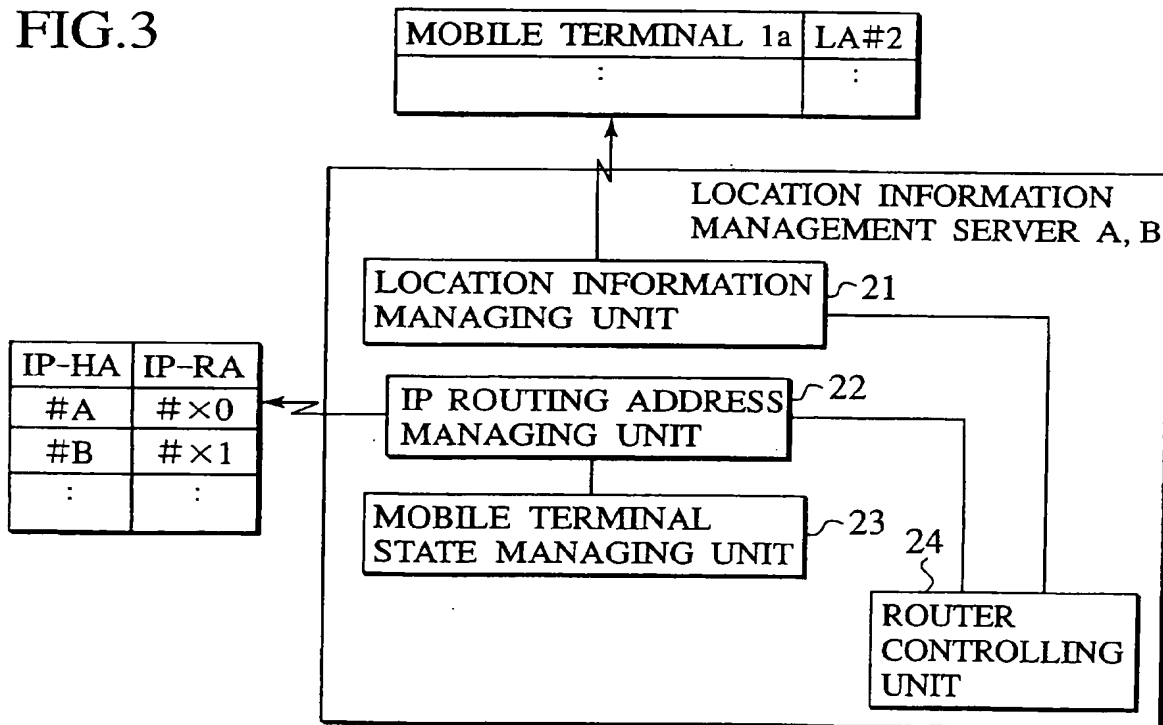 FIG.3
MOBILE TERMINAL 1a LA#2
: :
LOCATION INFORMATION
MANAGEMENT SERVER A, B
LOCATION INFORMATION
MANAGING UNIT
21
IP-HA IP-RA
#A #×0
#B #×1
: :
IP ROUTING ADDRESS
MANAGING UNIT
22
MOBILE TERMINAL
STATE MANAGING UNIT
23
24
ROUTER
CONTROLLING
UNIT